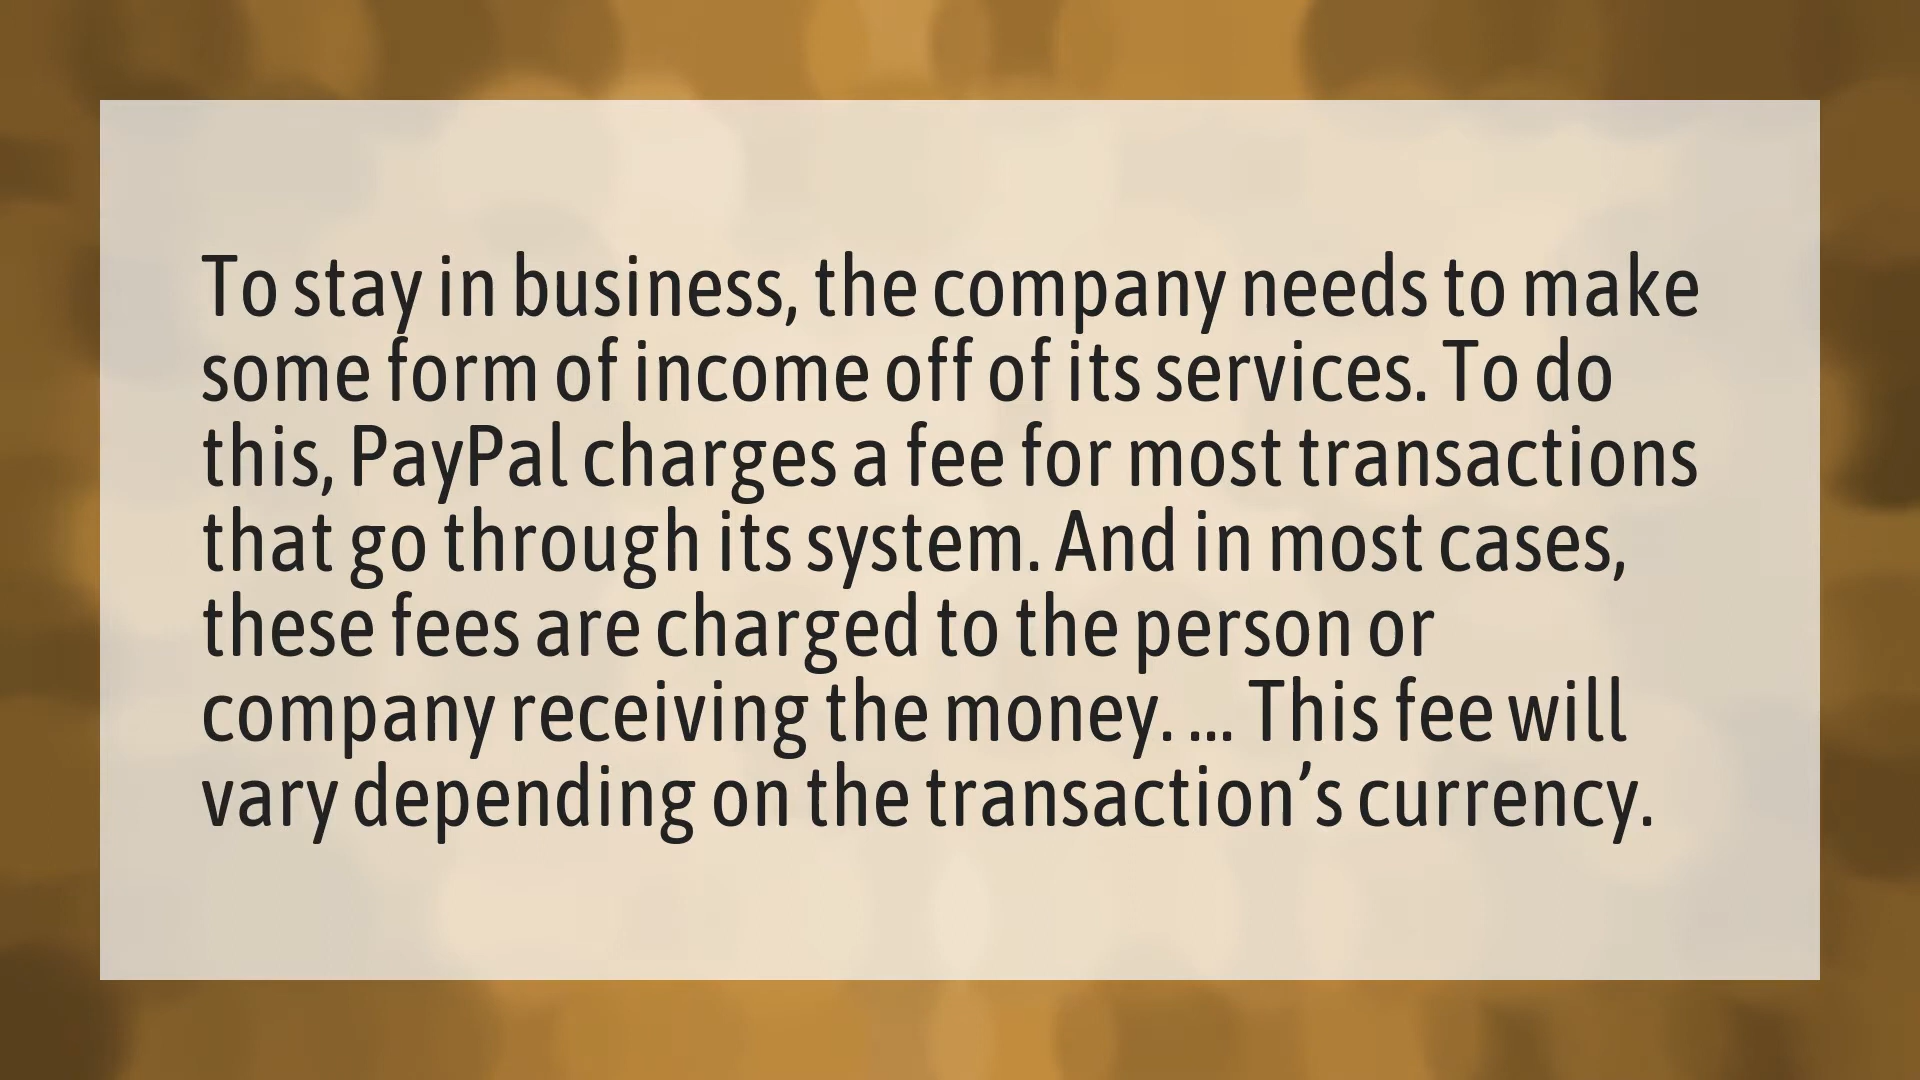 To stay in business, the company needs to make
some form of income off of its services. To do
this, PayPal charges a fee for most transactions
that go through its system. And in most cases,
these fees are charged to the person or
company receiving the money. ... This fee will
vary depending on the transaction’s currency.